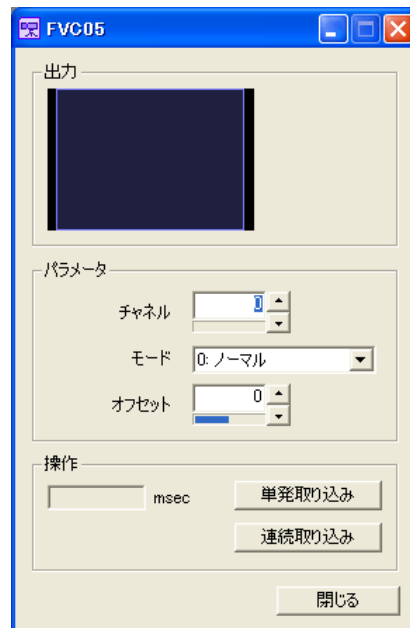 FVC05
出力
パラメータ
チャネル 0
モード 0: ノーマル
オフセット 0
操作
msec 単発取り込み
連続取り込み
閉じる